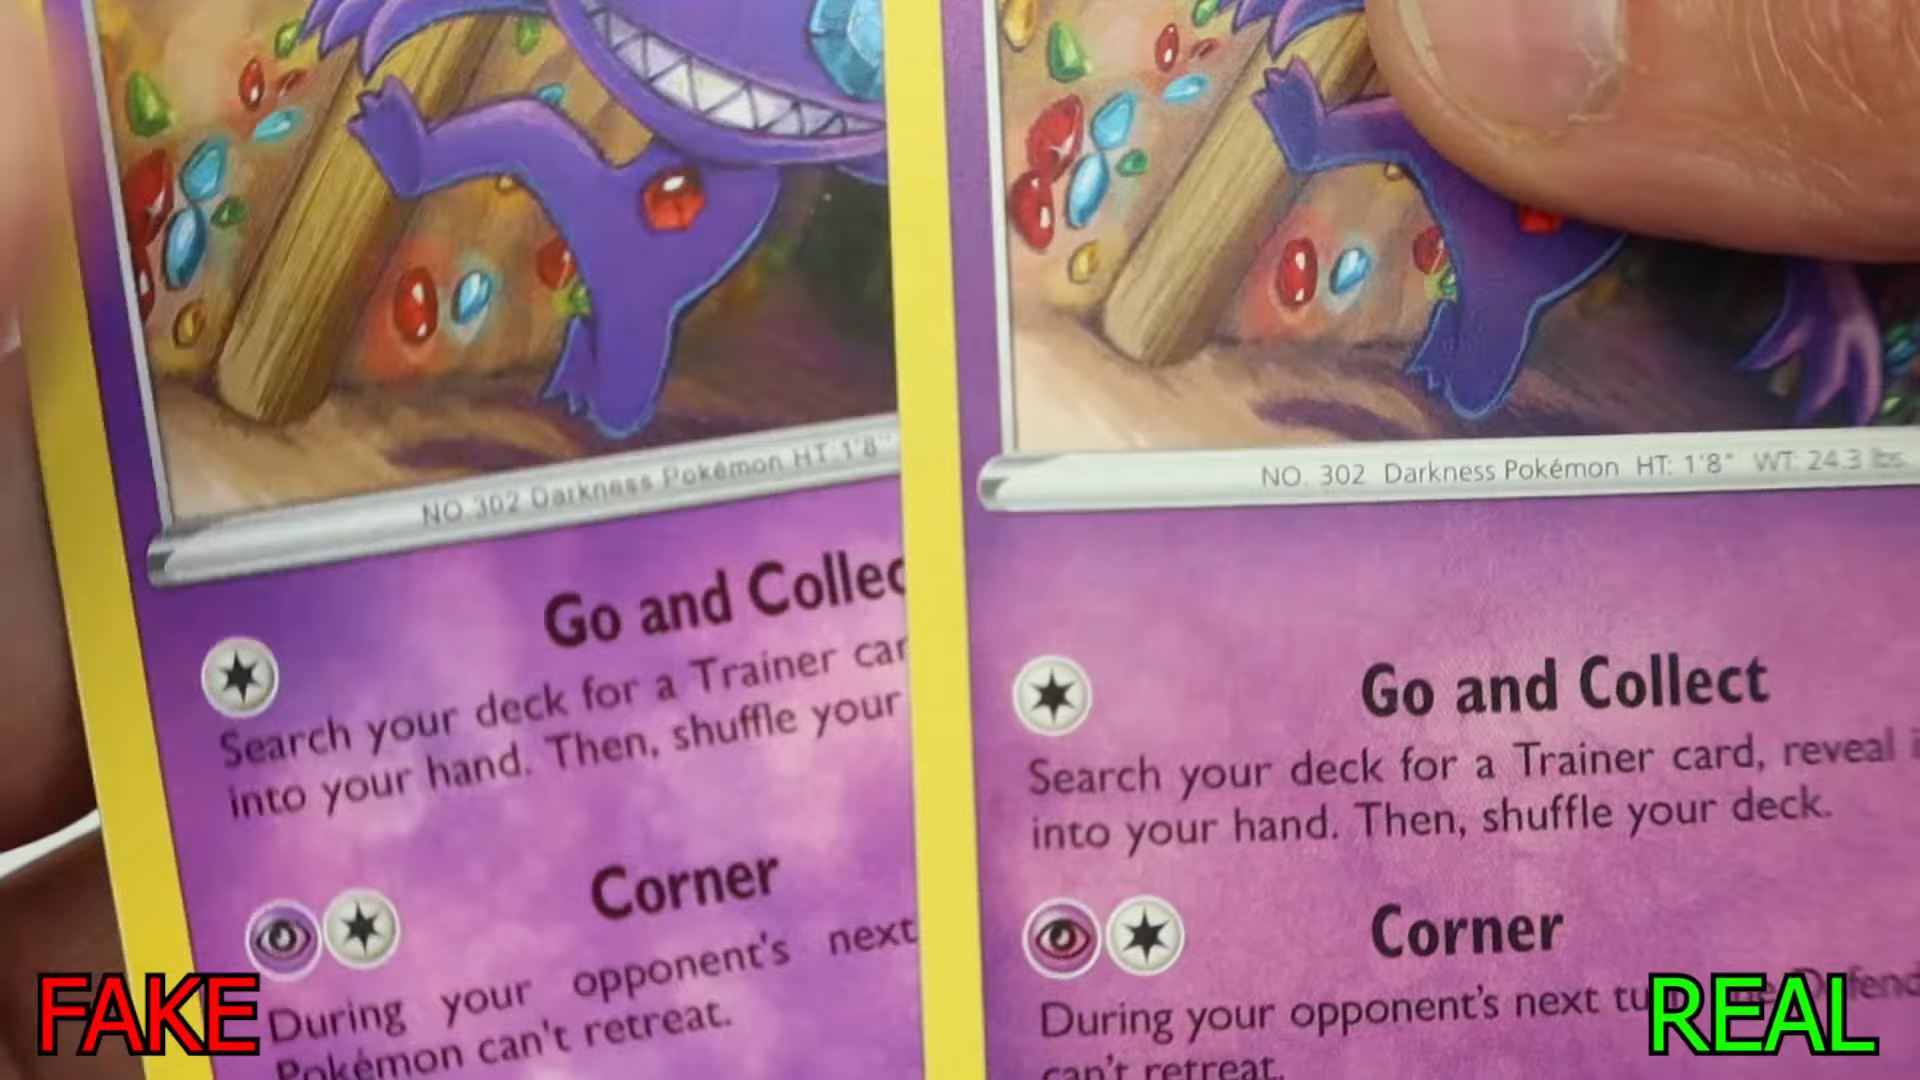 NO. 302 Darkness Pokémon HT: 1'8"
Go and Collec
Search your deck for a Trainer car
into your hand. Then, shuffle your
Corner
During your opponent's next
Pokémon can't retreat.
FAKE
NO. 302 Darkness Pokémon HT: 1'8" WT: 24.3 lbs.
Go and Collect
Search your deck for a Trainer card, reveal i
into your hand. Then, shuffle your deck.
Corner
During your opponent's next tu Defend
can't retreat.
REAL